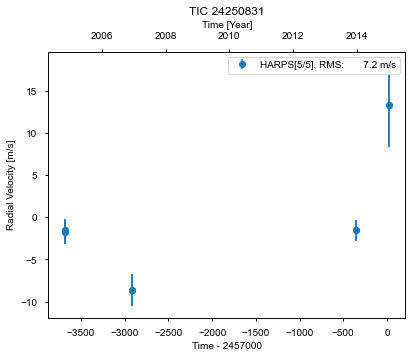 TIC 24250831
Time [Year]
2006 2008 2010 2012 2014
HARPS[5/5], RMS: 7.2 m/s
Radial Velocity [m/s]
15
10
5
0
−5
−10
−3500 −3000 −2500 −2000 −1500 −1000 −500 0
Time - 2457000